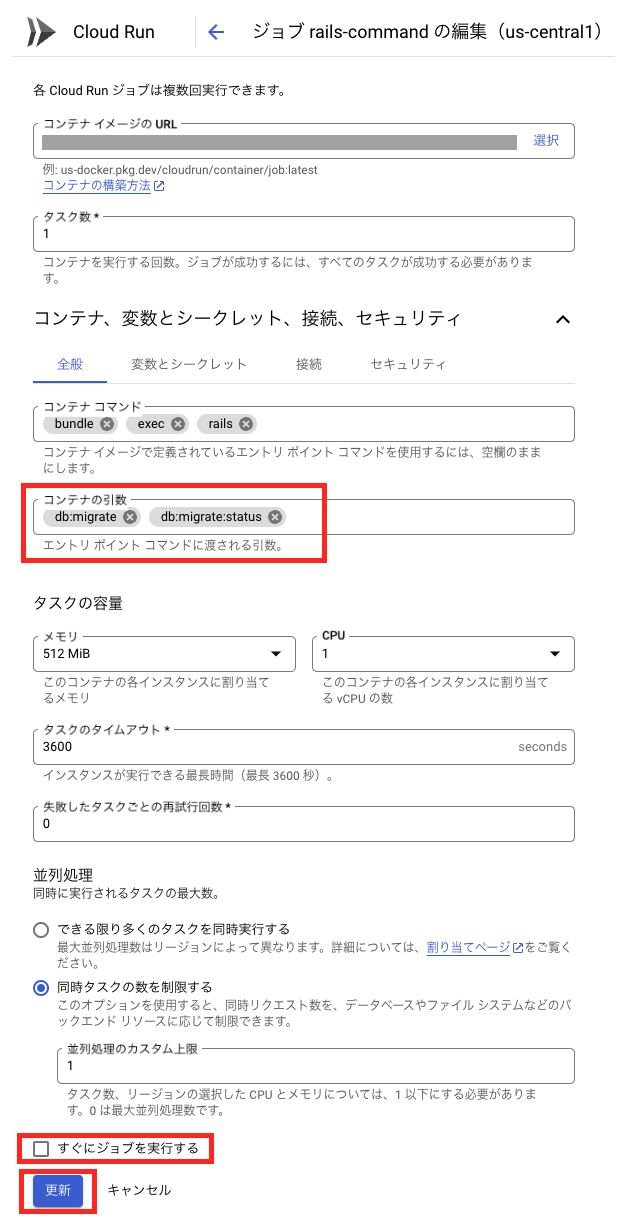 Cloud Run
ジョブ rails-command の編集（us-central1）
各 Cloud Run ジョブは複数回実行できます。
コンテナ イメージの URL
選択
例: us-docker.pkg.dev/cloudrun/container/job:latest
コンテナの構築方法
タスク数 *
1
コンテナを実行する回数。ジョブが成功するには、すべてのタスクが成功する必要がありま
す。
コンテナ、変数とシークレット、接続、セキュリティ
全般 変数とシークレット 接続 セキュリティ
コンテナ コマンド
bundle exec rails
コンテナ イメージで定義されているエントリ ポイント コマンドを使用するには、空欄のまま
にします。
コンテナの引数
db:migrate db:migrate:status
エントリ ポイント コマンドに渡される引数。
タスクの容量
メモリ
512 MiB
このコンテナの各インスタンスに割り当て
るメモリ
CPU
1
このコンテナの各インスタンスに割り当て
る vCPU の数
タスクのタイムアウト *
3600 seconds
インスタンスが実行できる最長時間（最長 3600 秒）。
失敗したタスクごとの再試行回数 *
0
並列処理
同時に実行されるタスクの最大数。
できる限り多くのタスクを同時実行する
最大並列処理数はリージョンによって異なります。詳細については、割り当てページをご覧く
ださい。
同時タスクの数を制限する
このオプションを使用すると、同時リクエスト数を、データベースやファイル システムなどのバ
ックエンド リソースに応じて制限できます。
並列処理のカスタム上限
1
タスク数、リージョンの選択した CPU とメモリについては、1 以下にする必要がありま
す。0 は最大並列処理数です。
すぐにジョブを実行する
更新 キャンセル